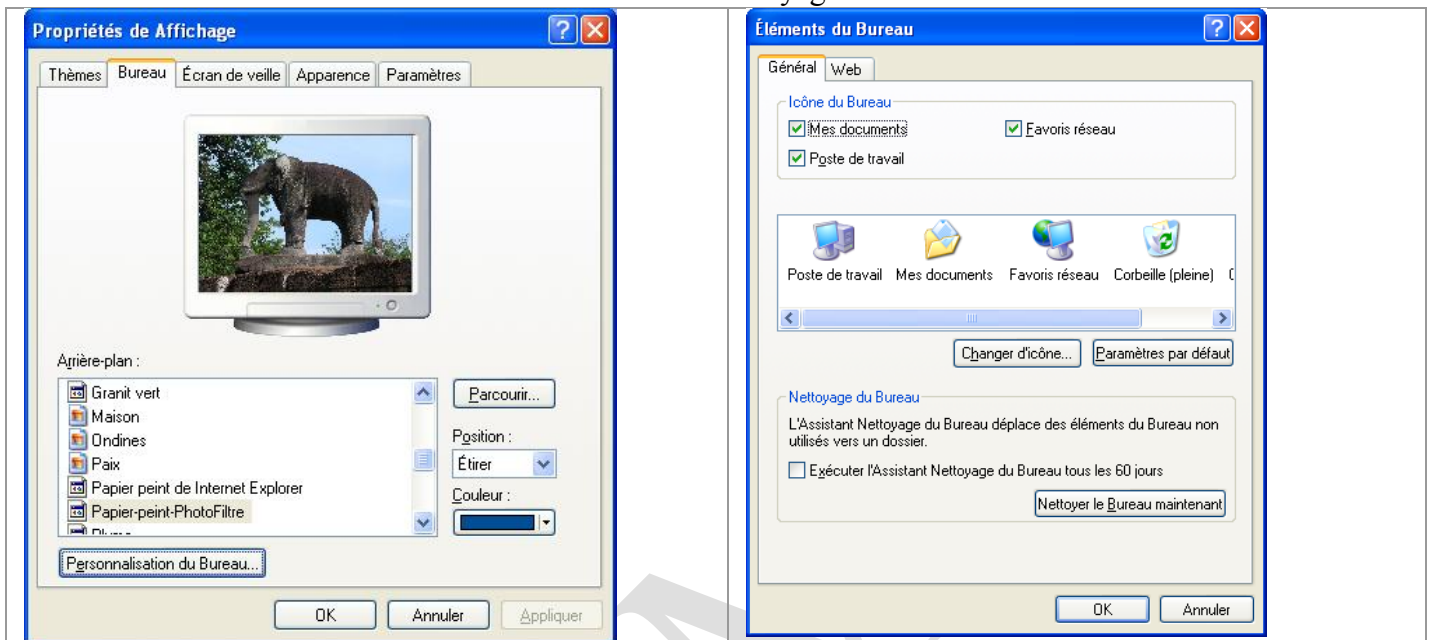 Propriétés de Affichage
Thèmes Bureau Écran de veille Apparence Paramètres
Arrière-plan :
Granit vert
Maison
Ondines
Paix
Papier peint de Internet Explorer
Papier-peint-PhotoFiltre
Parcourir...
Position :
Étirer
Couleur :
Personnalisation du Bureau...
OK Annuler Appliquer
Éléments du Bureau
Général Web
Icône du Bureau
Mes documents Favoris réseau
Poste de travail
Poste de travail Mes documents Favoris réseau Corbeille (pleine)
Changer d'icône... Paramètres par défaut
Nettoyage du Bureau
L'Assistant Nettoyage du Bureau déplace des éléments du Bureau non
utilisés vers un dossier.
Exécuter l'Assistant Nettoyage du Bureau tous les 60 jours
Nettoyer le Bureau maintenant
OK Annuler